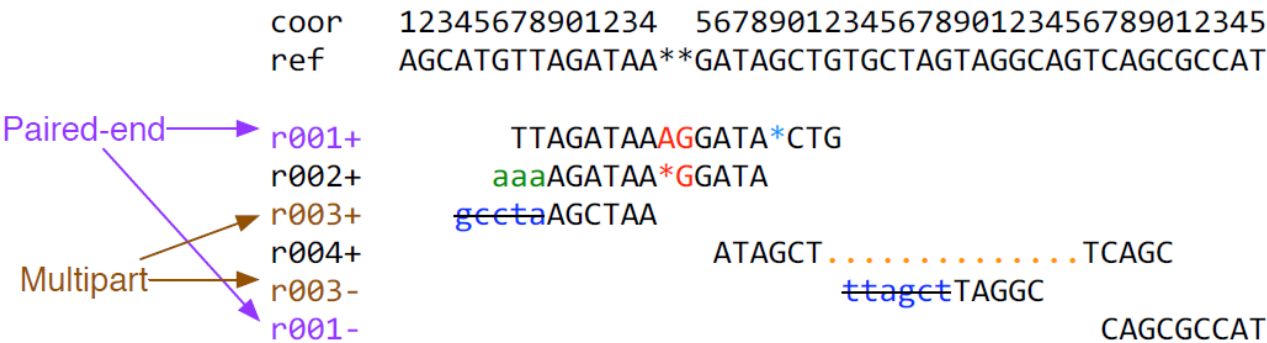 coor 12345678901234 5678901234567890123456789012345
ref AGCATGTTAGATAA**GATAGCTGTGCTAGTAGGCAGTCAGCGCCAT
Paired-end r001+ TTAGATAAAGGATA*CTG
r002+ aaaAGATAA*GGATA
r003+ gcctaAGCTAA
r004+ ATAGCT..............TCAGC
Multipart r003- ttagctTAGGC
r001- CAGCGCCAT